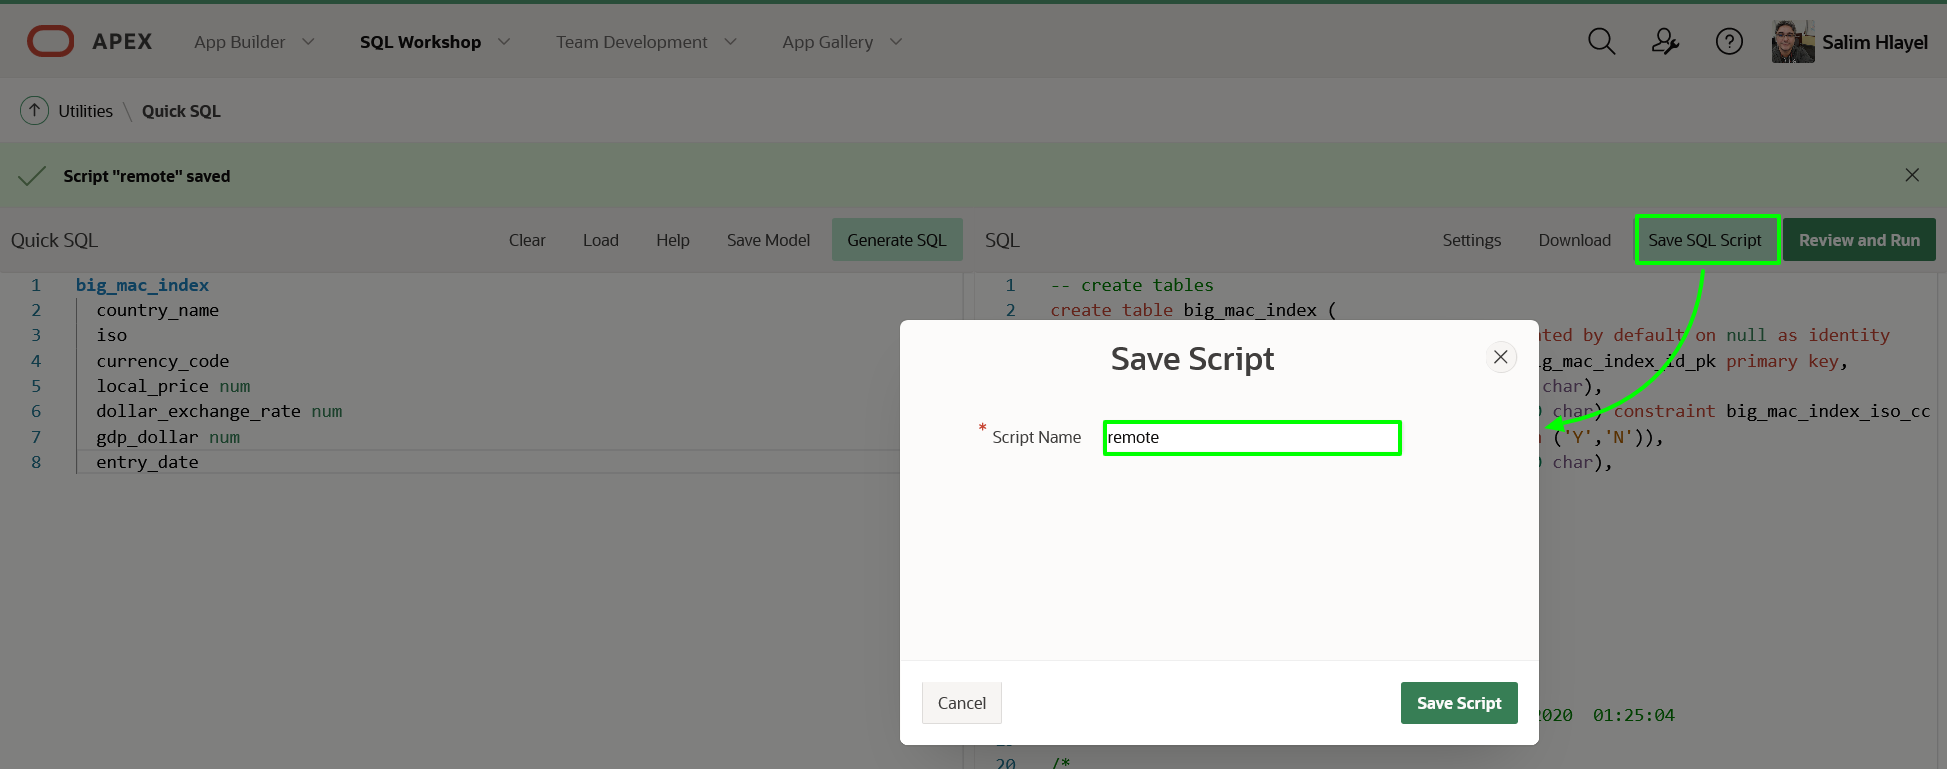 APEX App Builder SQL Workshop Team Development App Gallery Salim Hlayel
Utilities \ Quick SQL
Script "remote" saved
Quick SQL Clear Load Help Save Model Generate SQL SQL Settings Download Save SQL Script Review and Run
1 big_mac_index
2 country_name
3 iso
4 currency_code
5 local_price num
6 dollar_exchange_rate num
7 gdp_dollar num
8 entry_date
1 -- create tables
2 create table big_mac_index (
ated by default on null as identity
g_mac_index_id_pk primary key,
char),
char) constraint big_mac_index_iso_cc
('Y','N')),
char),
2020 01:25:04
20 /*
Save Script
* Script Name remote
Cancel Save Script